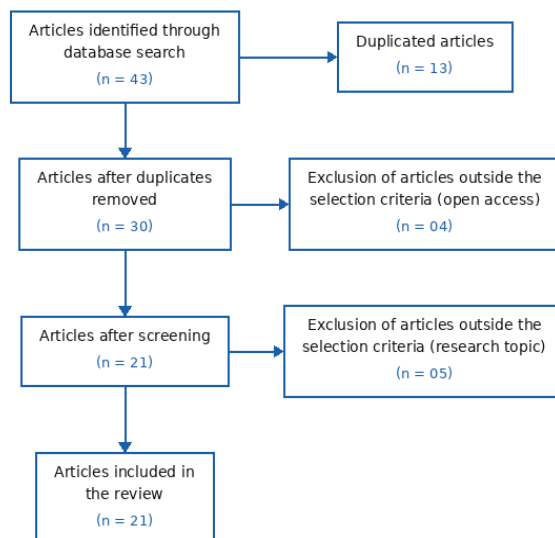 Articles identified through
database search
(n = 43)
Duplicated articles
(n = 13)
Articles after duplicates
removed
(n = 30)
Exclusion of articles outside the
selection criteria (open access)
(n = 04)
Articles after screening
(n = 21)
Exclusion of articles outside the
selection criteria (research topic)
(n = 05)
Articles included in
the review
(n = 21)